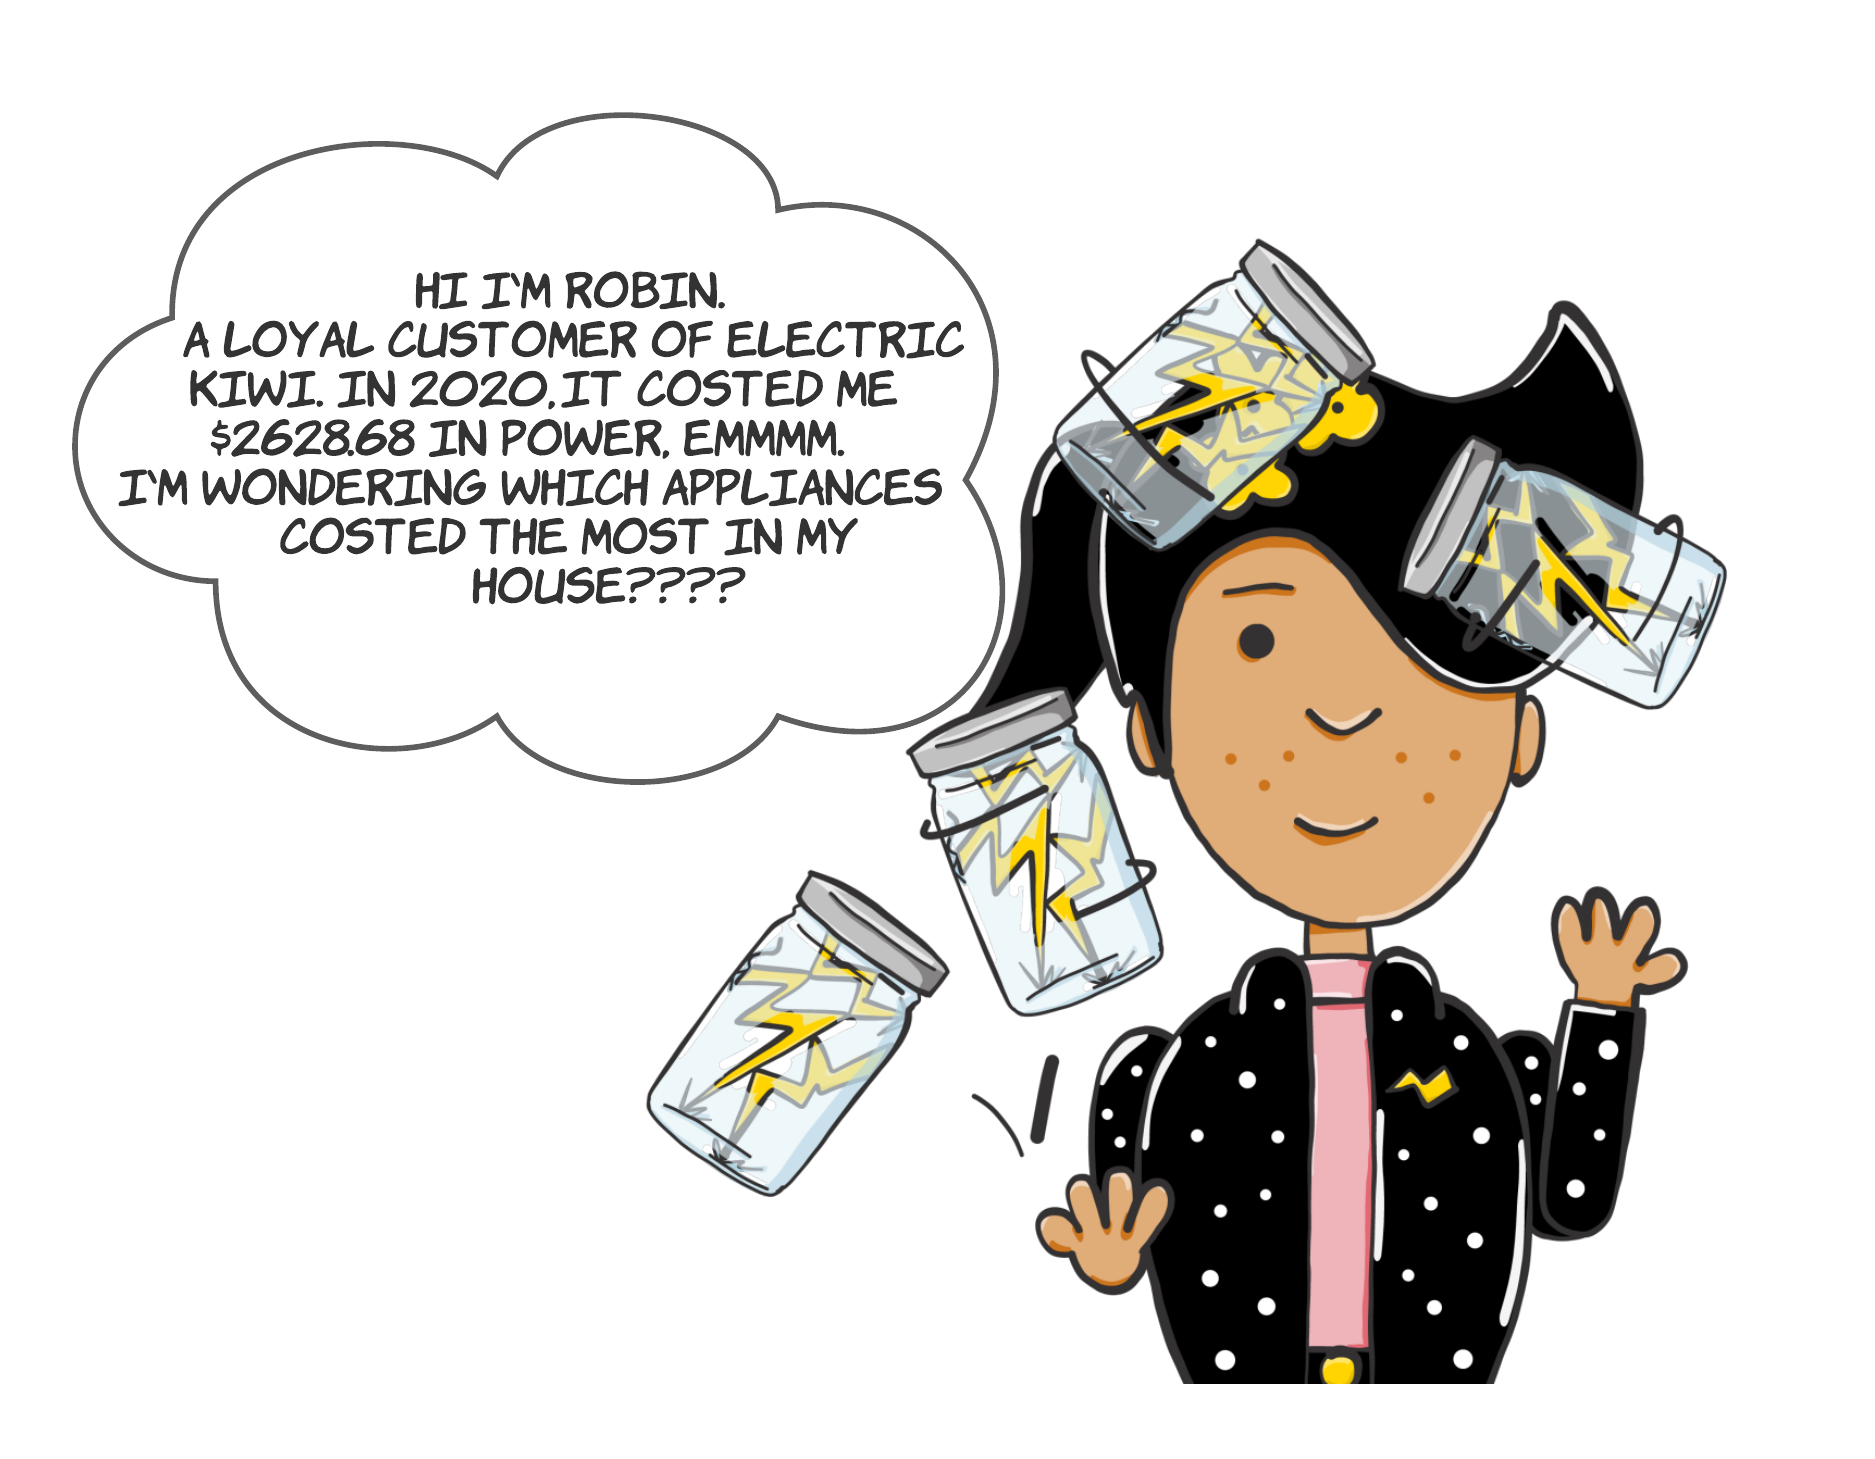 HI I'M ROBIN.
A LOYAL CUSTOMER OF ELECTRIC
KIWI. IN 2020, IT COSTED ME
$2628.68 IN POWER, EMMMM.
I'M WONDERING WHICH APPLIANCES
COSTED THE MOST IN MY
HOUSE????